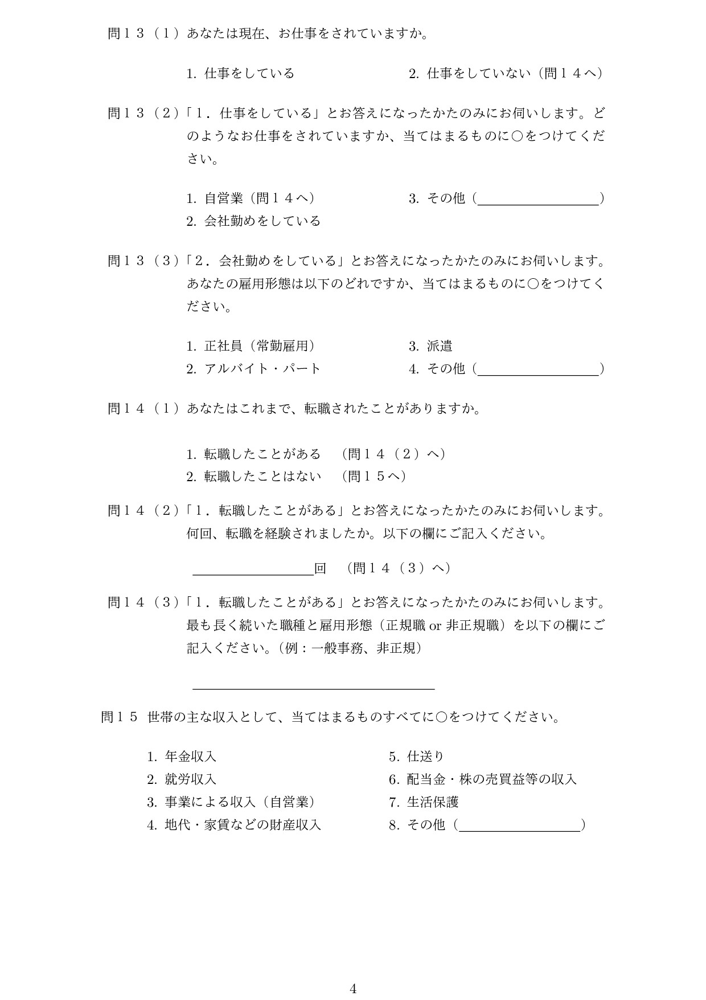 問１３（１）あなたは現在、お仕事をされていますか。
1. 仕事をしている 2. 仕事をしていない（問１４へ）
問１３（２）「１．仕事をしている」とお答えになったかたのみにお伺いします。ど
のようなお仕事をされていますか、当てはまるものに○をつけてくだ
さい。
1. 自営業（問１４へ） 3. その他（＿＿＿＿＿＿＿＿）
2. 会社勤めをしている
問１３（３）「２．会社勤めをしている」とお答えになったかたのみにお伺いします。
あなたの雇用形態は以下のどれですか、当てはまるものに○をつけてく
ださい。
1. 正社員（常勤雇用） 3. 派遣
2. アルバイト・パート 4. その他（＿＿＿＿＿＿＿＿）
問１４（１）あなたはこれまで、転職されたことがありますか。
1. 転職したことがある （問１４（２）へ）
2. 転職したことはない （問１５へ）
問１４（２）「１．転職したことがある」とお答えになったかたのみにお伺いします。
何回、転職を経験されましたか。以下の欄にご記入ください。
＿＿＿＿＿＿＿＿回 （問１４（３）へ）
問１４（３）「１．転職したことがある」とお答えになったかたのみにお伺いします。
最も長く続いた職種と雇用形態（正規職 or 非正規職）を以下の欄にご
記入ください。（例：一般事務、非正規）
問１５ 世帯の主な収入として、当てはまるものすべてに○をつけてください。
1. 年金収入 5. 仕送り
2. 就労収入 6. 配当金・株の売買益等の収入
3. 事業による収入（自営業） 7. 生活保護
4. 地代・家賃などの財産収入 8. その他（＿＿＿＿＿＿＿＿）
4